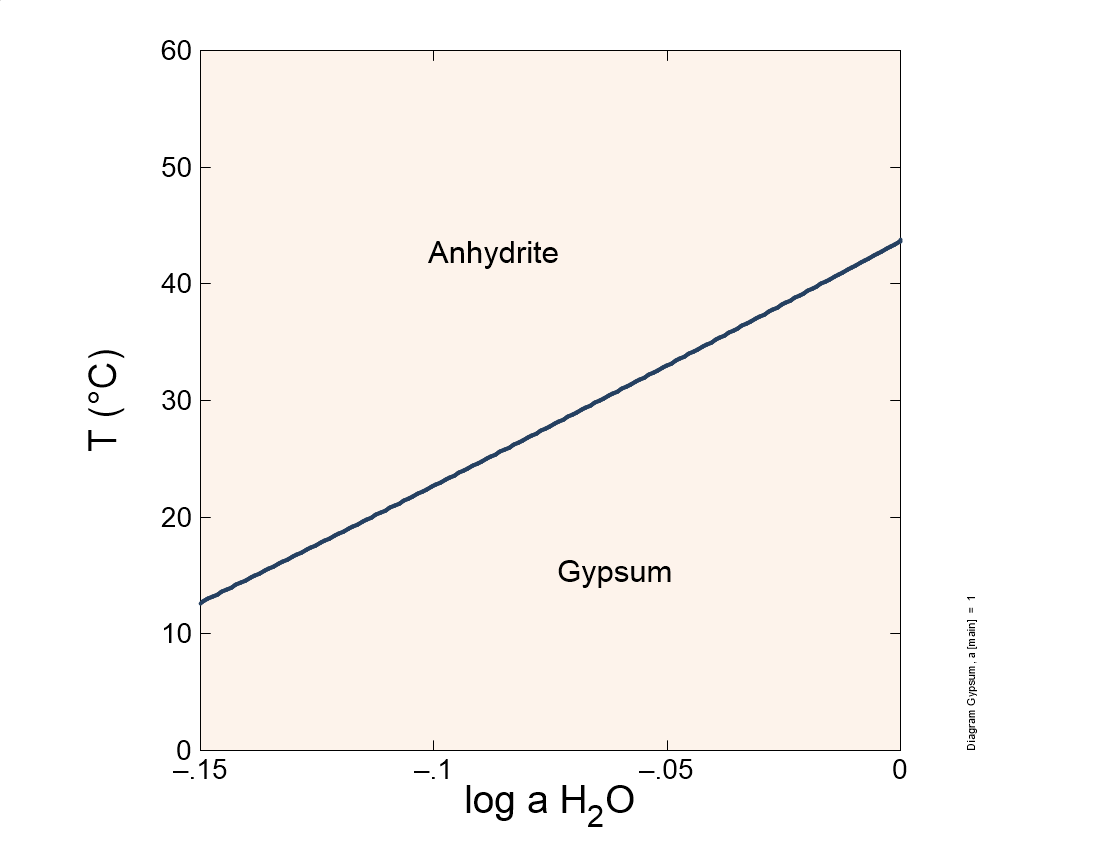 60
50
40
30
20
10
0
T (°C)
Anhydrite
Gypsum
–.15
–.1
–.05
0
log a H₂O
Diagram Gypsum, a [main] = 1